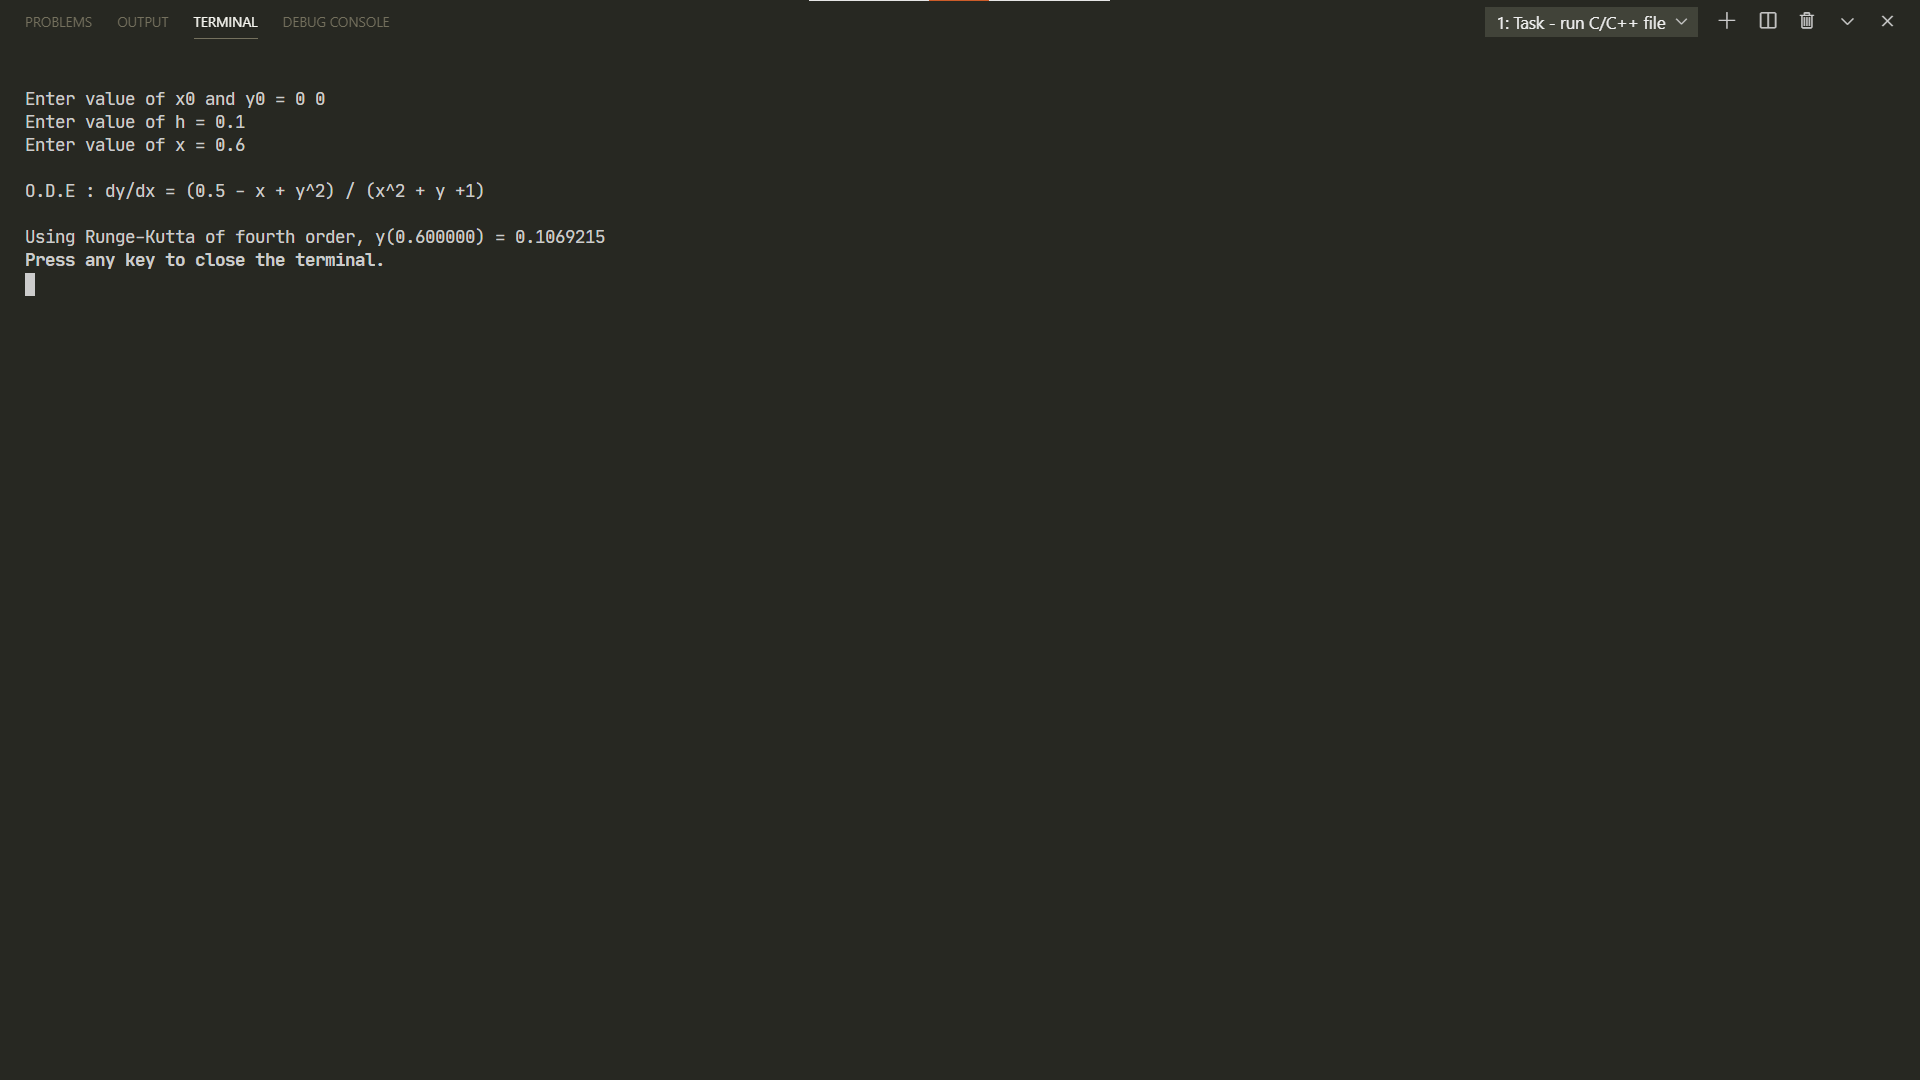 PROBLEMS OUTPUT TERMINAL DEBUG CONSOLE 1: Task - run C/C++ file
Enter value of x0 and y0 = 0 0
Enter value of h = 0.1
Enter value of x = 0.6
O.D.E : dy/dx = (0.5 - x + y^2) / (x^2 + y +1)
Using Runge-Kutta of fourth order, y(0.600000) = 0.1069215
Press any key to close the terminal.